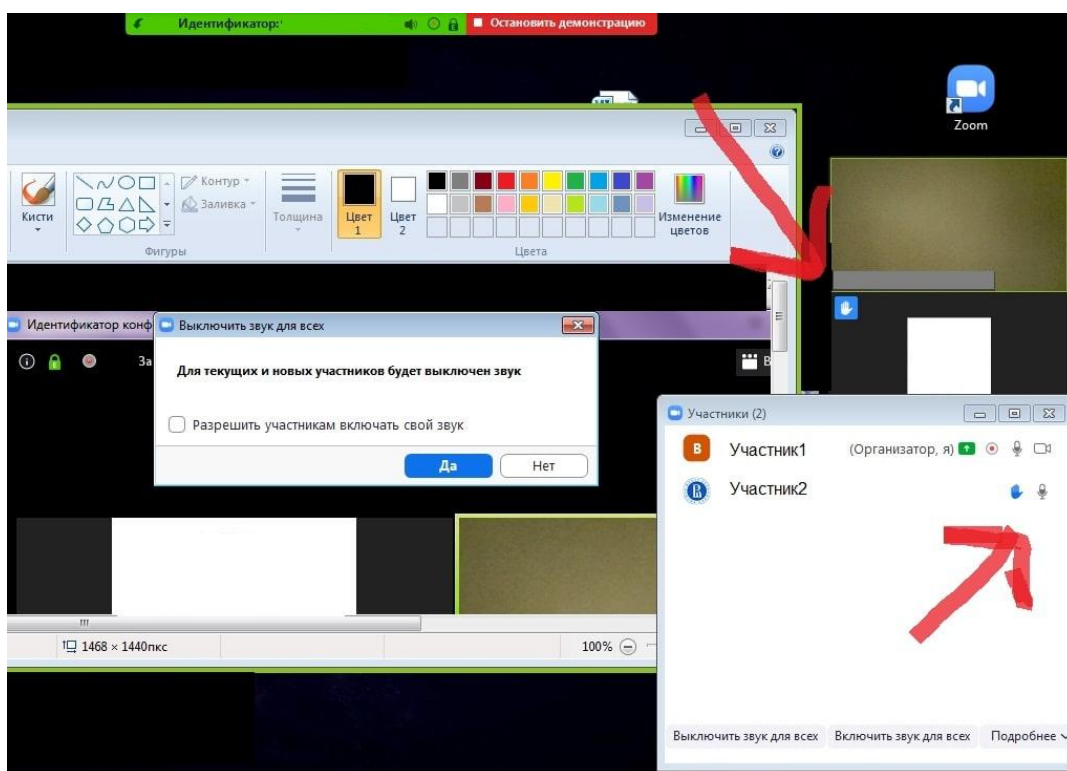 Идентификатор:
Остановить демонстрацию
Zoom
Кисти
Контур
Заливка
Толщина
Цвет 1
Цвет 2
Изменение цветов
Фигуры
Цвета
Идентификатор конф
Выключить звук для всех
За
В
Для текущих и новых участников будет выключен звук
Разрешить участникам включать свой звук
Да
Нет
Участники (2)
В
Участник1
(Организатор, я)
Участник2
1468 × 1440пкс
100%
Выключить звук для всех
Включить звук для всех
Подробнее